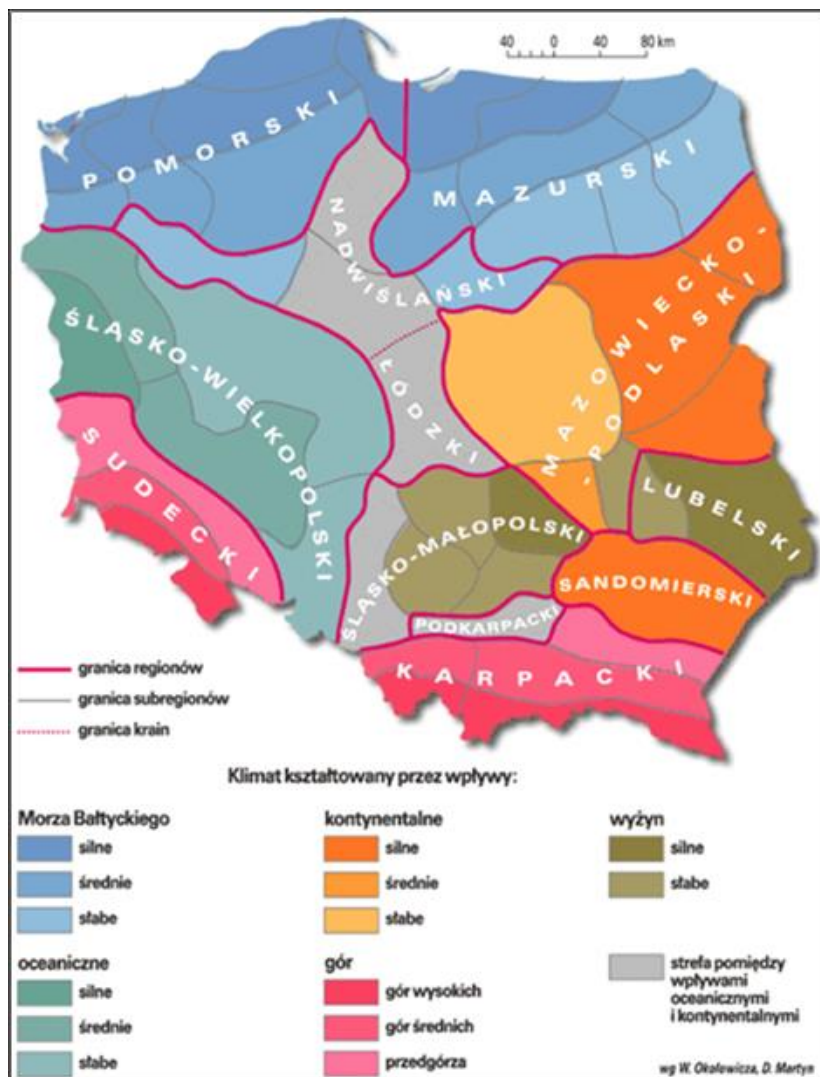 40 0 40 80 km
POMORSKI
MAZURSKI
NADWIŚLAŃSKI
MAZOWIECKO-
-PODLASKI
ŚLĄSKO-WIELKOPOLSKI
ŁÓDZKI
SUDECKI
LUBELSKI
ŚLĄSKO-MAŁOPOLSKI
SANDOMIERSKI
PODKARPACKI
KARPACKI
granica regionów
granica subregionów
granica krain
Klimat kształtowany przez wpływy:
Morza Bałtyckiego
silne
średnie
słabe
kontynentalne
silne
średnie
słabe
wyżyn
silne
słabe
oceaniczne
silne
średnie
słabe
gór
gór wysokich
gór średnich
przedgórza
strefa pomiędzy
wpływami
oceanicznymi
i kontynentalnymi
wg W. Okołowicza, D. Martyn